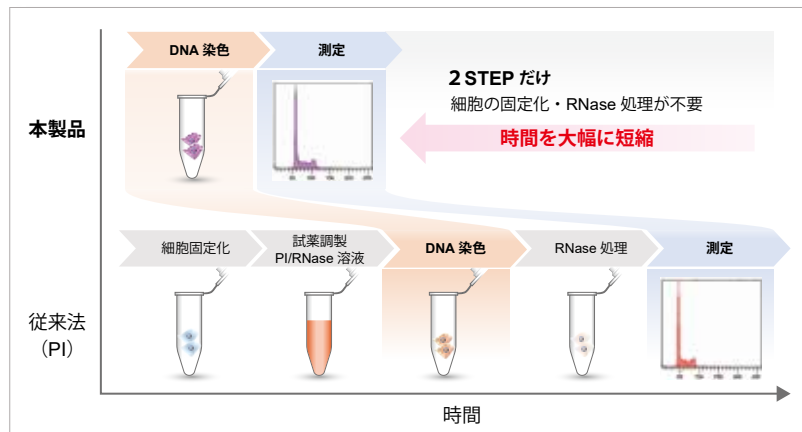 DNA 染色
測定
2 STEP だけ
細胞の固定化・RNase 処理が不要
時間を大幅に短縮
本製品
細胞固定化
試薬調製
PI/RNase 溶液
DNA 染色
RNase 処理
測定
従来法
（PI）
時間